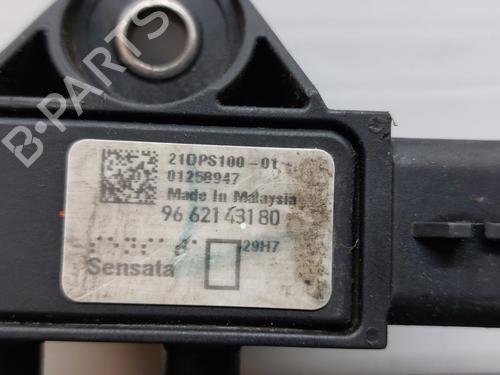 B-PARTS
21DPS100-01
01258947
Made In Malaysia
96 621 431 80
29H7
Sensata